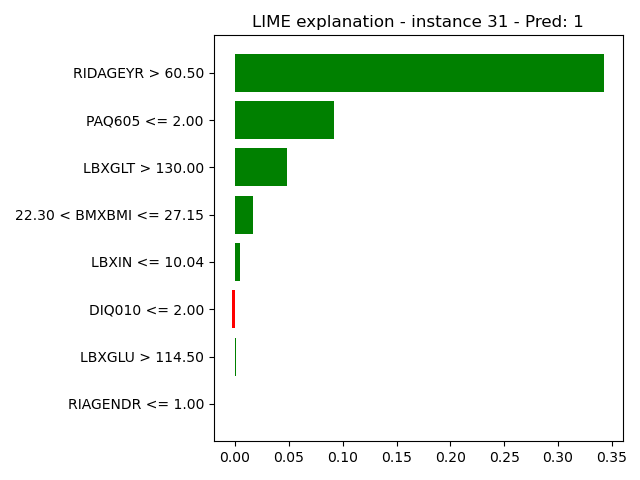 LIME explanation - instance 31 - Pred: 1
RIDAGEYR > 60.50
PAQ605 <= 2.00
LBXGLT > 130.00
22.30 < BMXBMI <= 27.15
LBXIN <= 10.04
DIQ010 <= 2.00
LBXGLU > 114.50
RIAGENDR <= 1.00
0.00 0.05 0.10 0.15 0.20 0.25 0.30 0.35